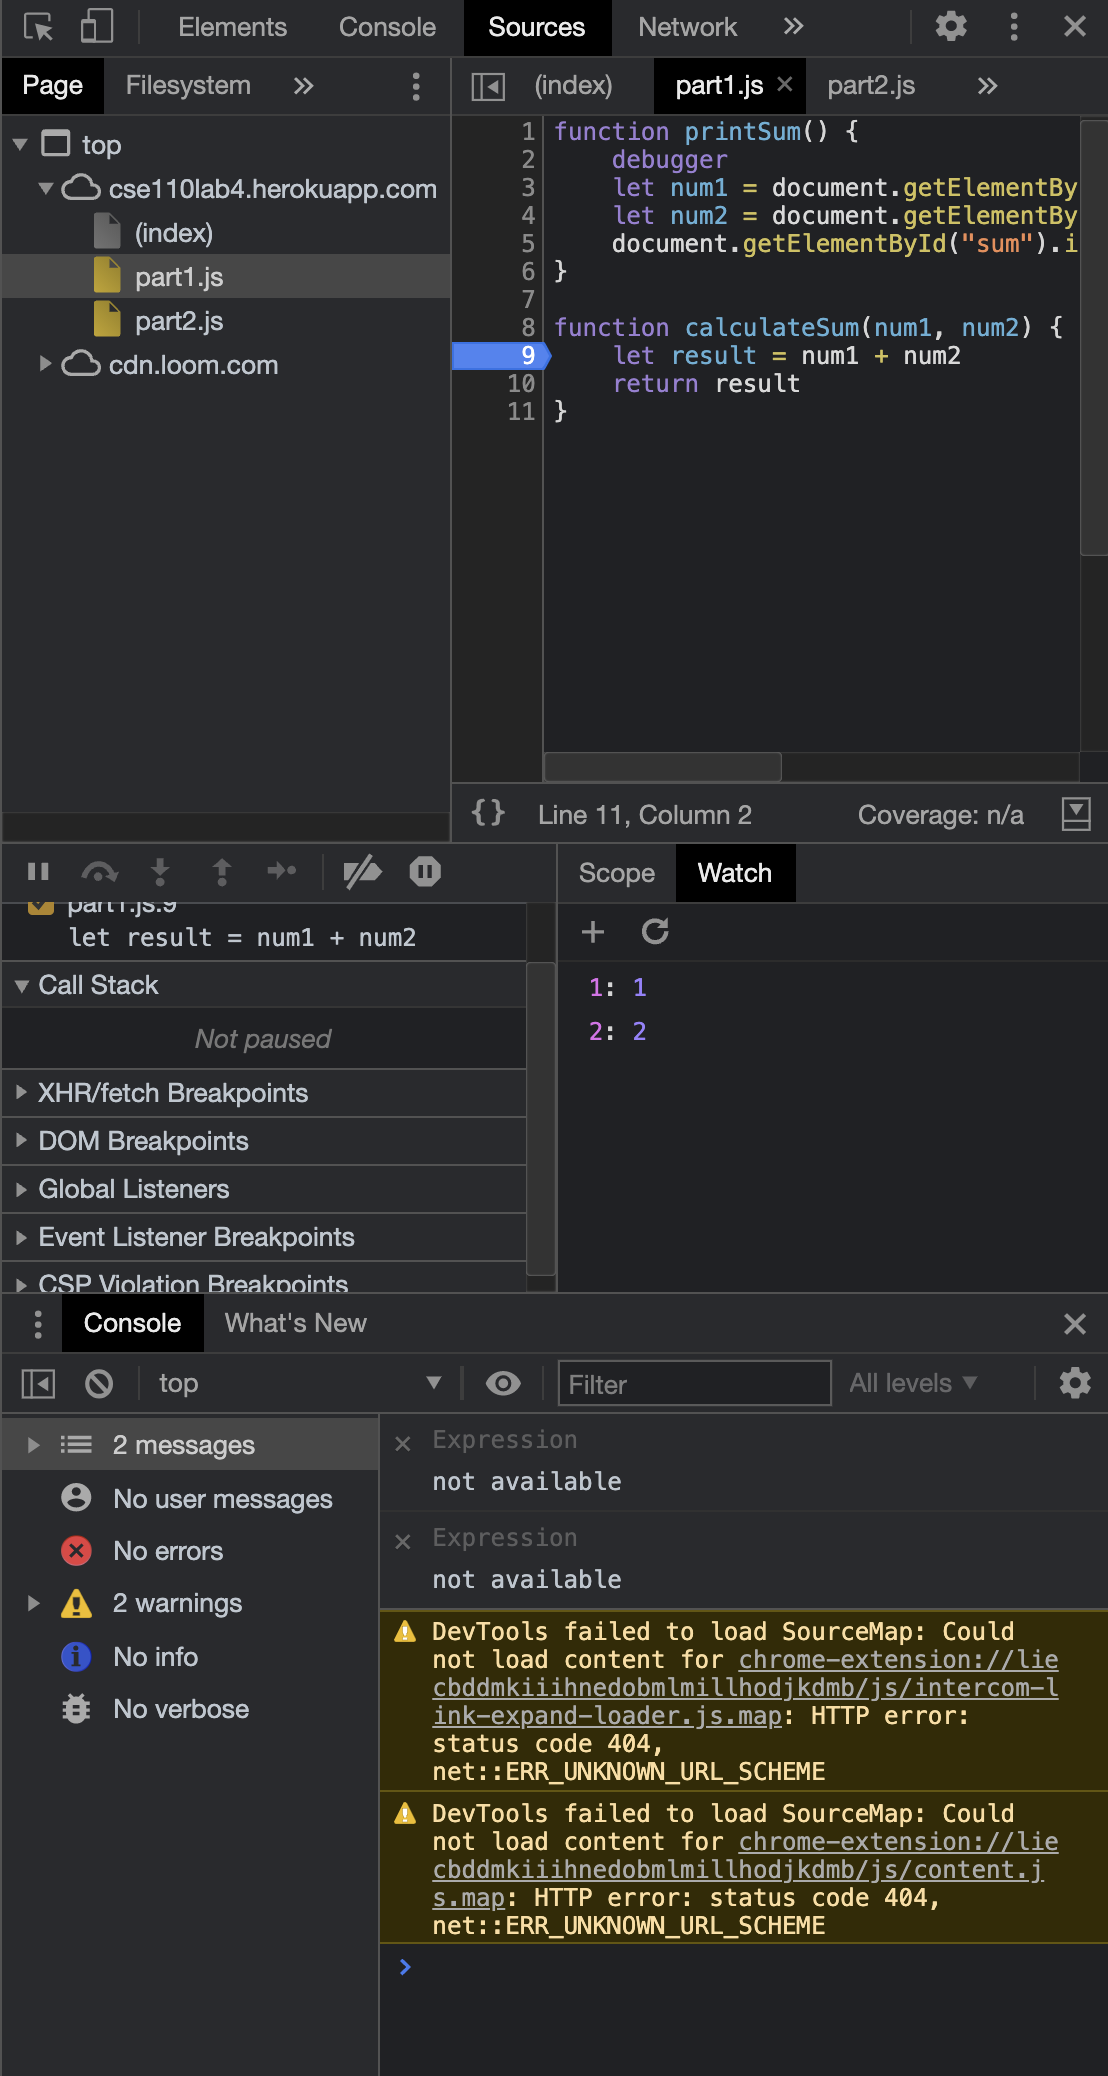 Elements Console Sources Network »
Page Filesystem »
(index) part1.js × part2.js »
top
cse110lab4.herokuapp.com
(index)
part1.js
part2.js
cdn.loom.com
1 function printSum() {
2 debugger
3 let num1 = document.getElementBy
4 let num2 = document.getElementBy
5 document.getElementById("sum").i
6 }
7
8 function calculateSum(num1, num2) {
9 let result = num1 + num2
10 return result
11 }
{} Line 11, Column 2 Coverage: n/a
part1.js:9
let result = num1 + num2
Call Stack
Not paused
XHR/fetch Breakpoints
DOM Breakpoints
Global Listeners
Event Listener Breakpoints
CSP Violation Breakpoints
Scope Watch
1: 1
2: 2
Console What's New
top Filter All levels
2 messages
No user messages
No errors
2 warnings
No info
No verbose
Expression
not available
Expression
not available
DevTools failed to load SourceMap: Could
not load content for chrome-extension://lie
cbddmkiiihnedobmlmillhodjkdmb/js/intercom-l
ink-expand-loader.js.map: HTTP error:
status code 404,
net::ERR_UNKNOWN_URL_SCHEME
DevTools failed to load SourceMap: Could
not load content for chrome-extension://lie
cbddmkiiihnedobmlmillhodjkdmb/js/content.j
s.map: HTTP error: status code 404,
net::ERR_UNKNOWN_URL_SCHEME